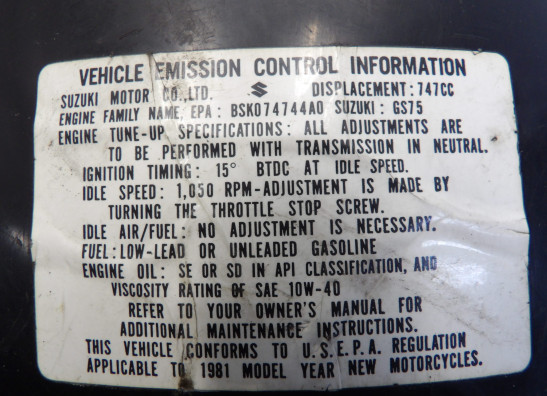 VEHICLE EMISSION CONTROL INFORMATION
SUZUKI MOTOR CO.,LTD. DISPLACEMENT: 747CC
ENGINE FAMILY NAME, EPA: BSK074744A0 SUZUKI: GS75
ENGINE TUNE-UP SPECIFICATIONS: ALL ADJUSTMENTS ARE
TO BE PERFORMED WITH TRANSMISSION IN NEUTRAL.
IGNITION TIMING: 15° BTDC AT IDLE SPEED.
IDLE SPEED: 1,050 RPM-ADJUSTMENT IS MADE BY
TURNING THE THROTTLE STOP SCREW.
IDLE AIR/FUEL: NO ADJUSTMENT IS NECESSARY.
FUEL: LOW-LEAD OR UNLEADED GASOLINE
ENGINE OIL: SE OR SD IN API CLASSIFICATION, AND
VISCOSITY RATING OF SAE 10W-40
REFER TO YOUR OWNER'S MANUAL FOR
ADDITIONAL MAINTENANCE INSTRUCTIONS.
THIS VEHICLE CONFORMS TO U.S.E.P.A. REGULATION
APPLICABLE TO 1981 MODEL YEAR NEW MOTORCYCLES.